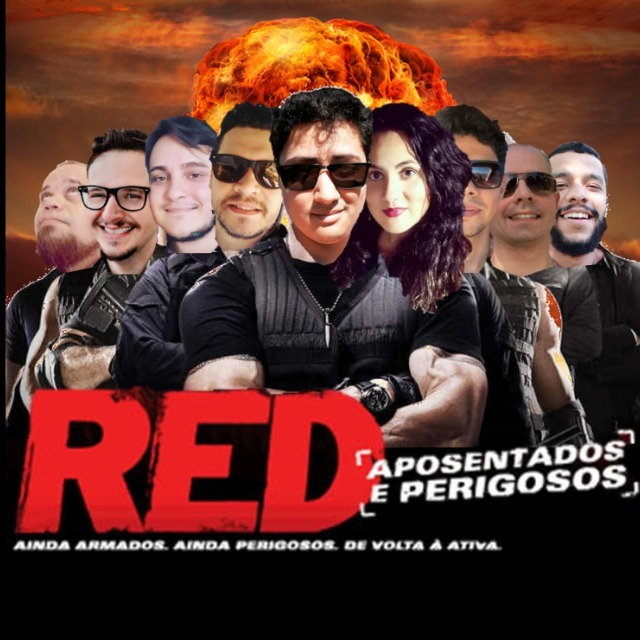 RED
APOSENTADOS
E PERIGOSOS
AINDA ARMADOS. AINDA PERIGOSOS. DE VOLTA À ATIVA.